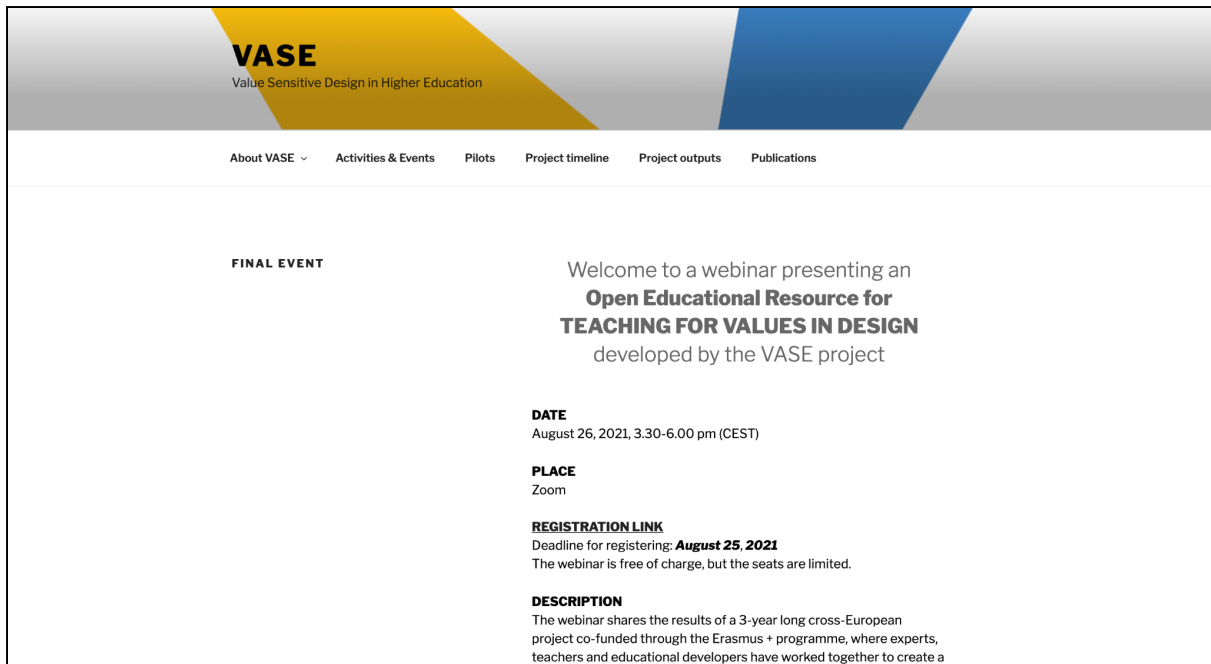 VASE
Value Sensitive Design in Higher Education
About VASE Activities & Events Pilots Project timeline Project outputs Publications
FINAL EVENT
Welcome to a webinar presenting an
Open Educational Resource for
TEACHING FOR VALUES IN DESIGN
developed by the VASE project
DATE
August 26, 2021, 3.30-6.00 pm (CEST)
PLACE
Zoom
REGISTRATION LINK
Deadline for registering: August 25, 2021
The webinar is free of charge, but the seats are limited.
DESCRIPTION
The webinar shares the results of a 3-year long cross-European
project co-funded through the Erasmus + programme, where experts,
teachers and educational developers have worked together to create a